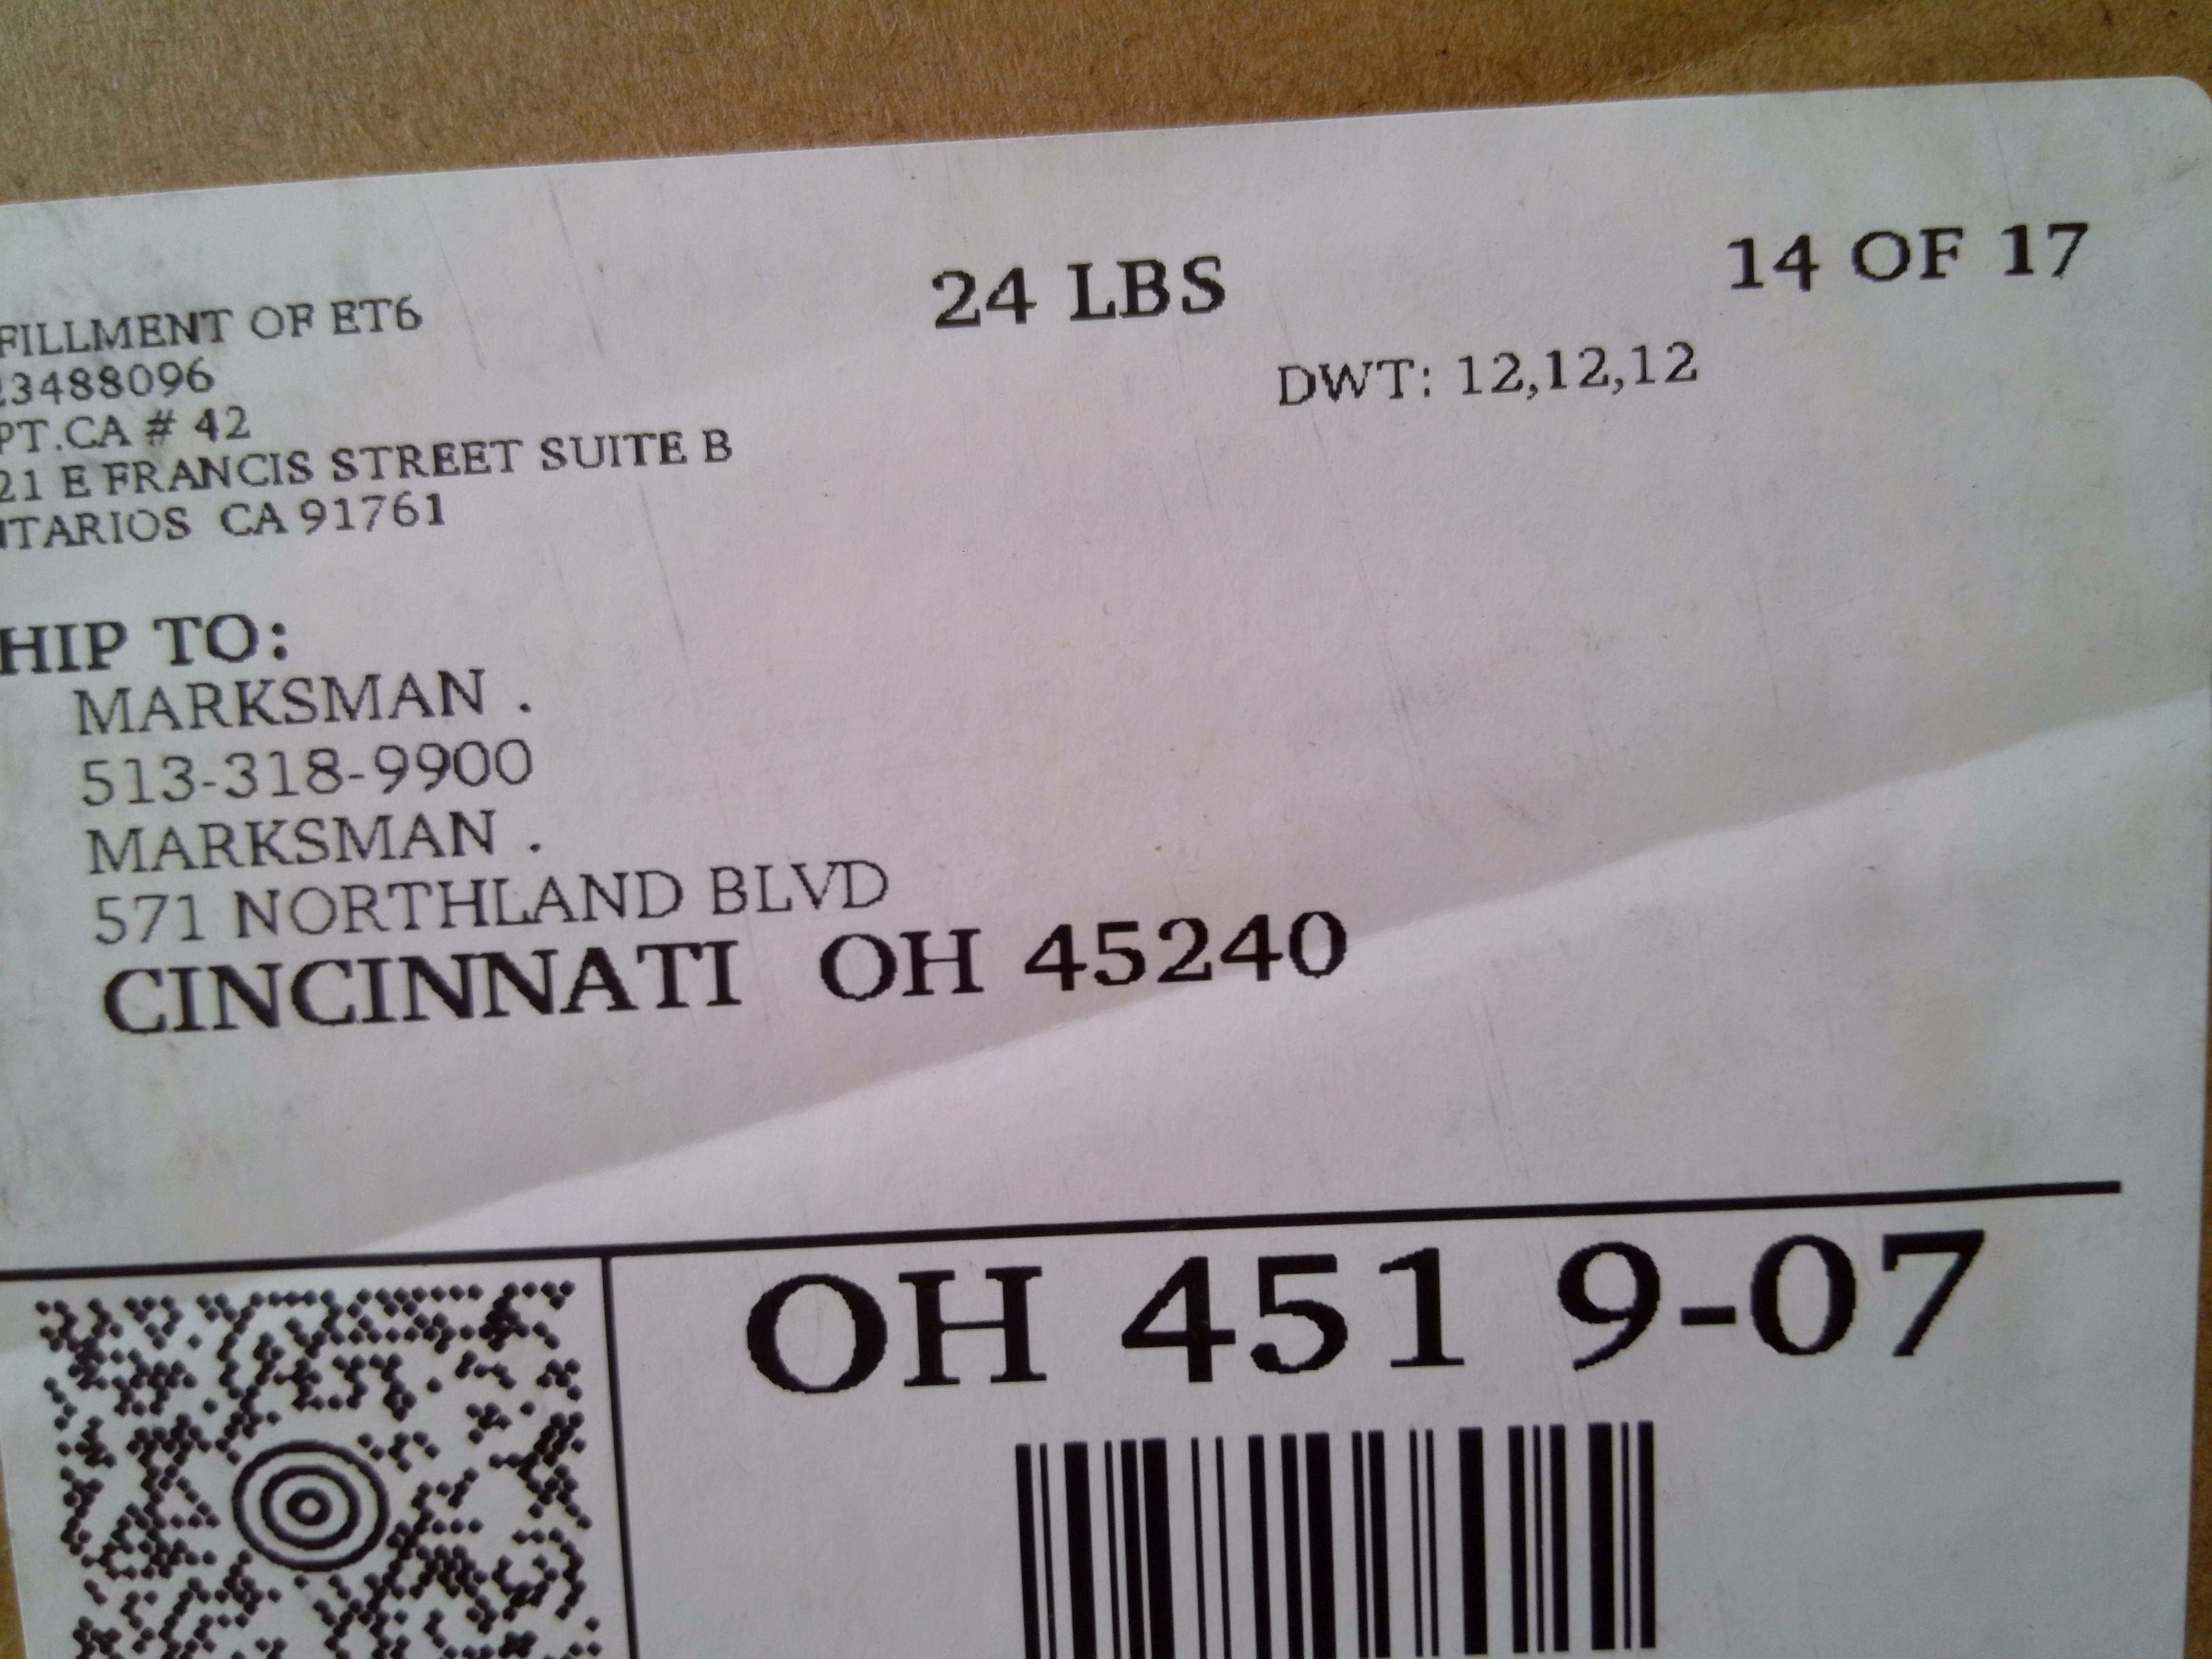 FILLMENT OF ET6
23488096
PT.CA # 42
21 E FRANCIS STREET SUITE B
NTARIOS CA 91761
24 LBS
14 OF 17
DWT: 12,12,12
HIP TO:
MARKSMAN .
513-318-9900
MARKSMAN .
571 NORTHLAND BLVD
CINCINNATI OH 45240
OH 451 9-07